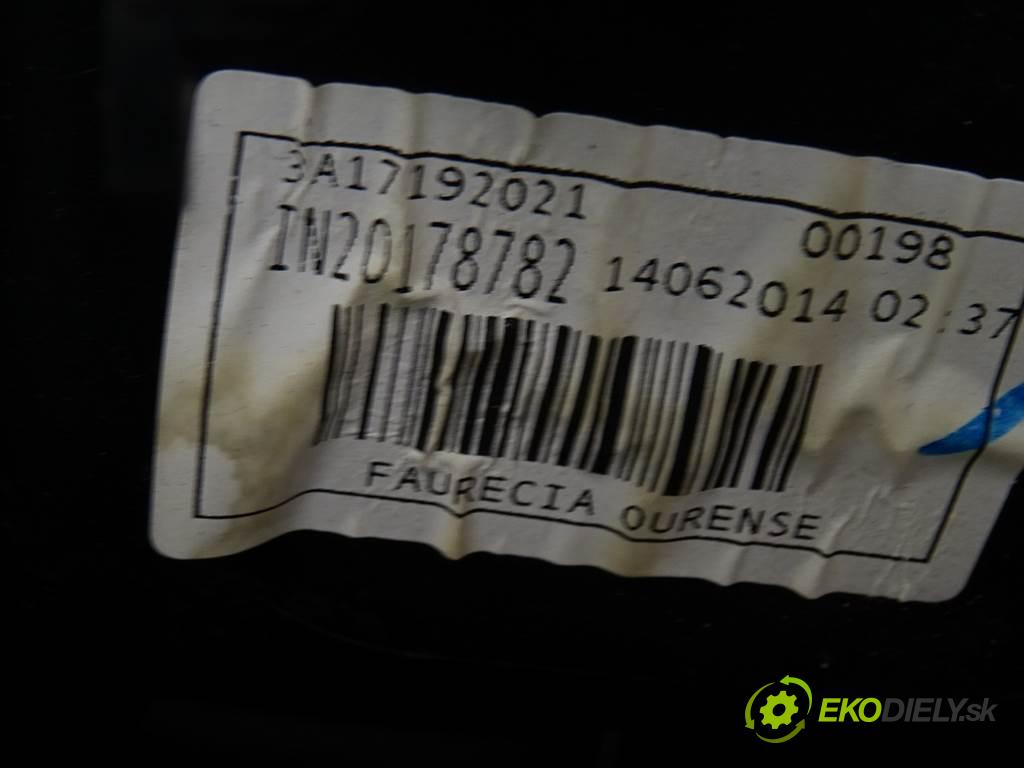 3A17192021
00198
IN20178782 14062014 02:37
FAURECIA OURENSE
EKODIELY.sk